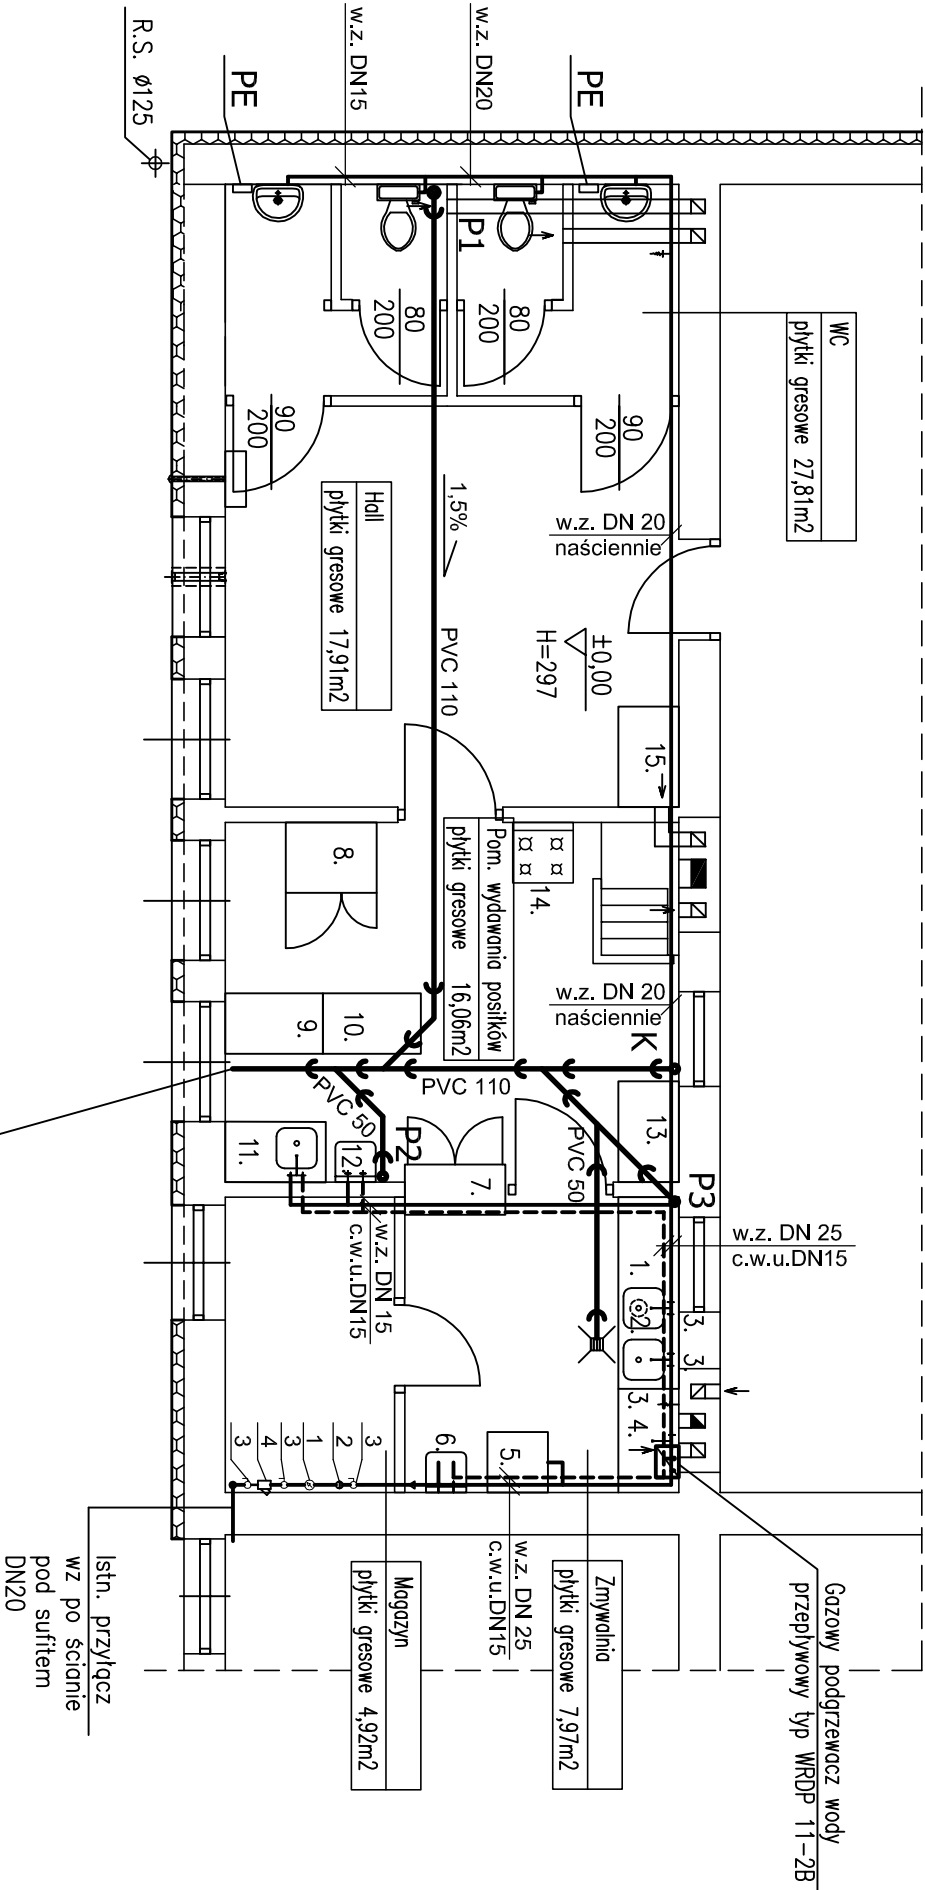 R.S. ø125
PE
w.z. DN15
w.z. DN20
PE
WC
płytki gresowe 27,81m2
P1
80
200
80
200
90
200
90
200
w.z. DN 20
naściennie
1,5%
Hall
płytki gresowe 17,91m2
±0,00
H=297
PVC 110
15.
8.
14.
Pom. wydawania posiłków
płytki gresowe 16,06m2
w.z. DN 20
naściennie
K
10.
9.
PVC 110
PVC 50
P2
PVC 50
13.
P3
11.
12.
7.
w.z. DN 15
c.w.u.DN15
w.z. DN 25
c.w.u.DN15
1.
2.
3.
3.
3.
4.
5.
6.
3
4
3
1
2
3
w.z. DN 25
c.w.u.DN15
Zmywalnia
płytki gresowe 7,97m2
Magazyn
płytki gresowe 4,92m2
Istn. przyłącz
wz po ścianie
pod sufitem
DN20
Gazowy podgrzewacz wody
przepływowy typ WRDP 11-2B